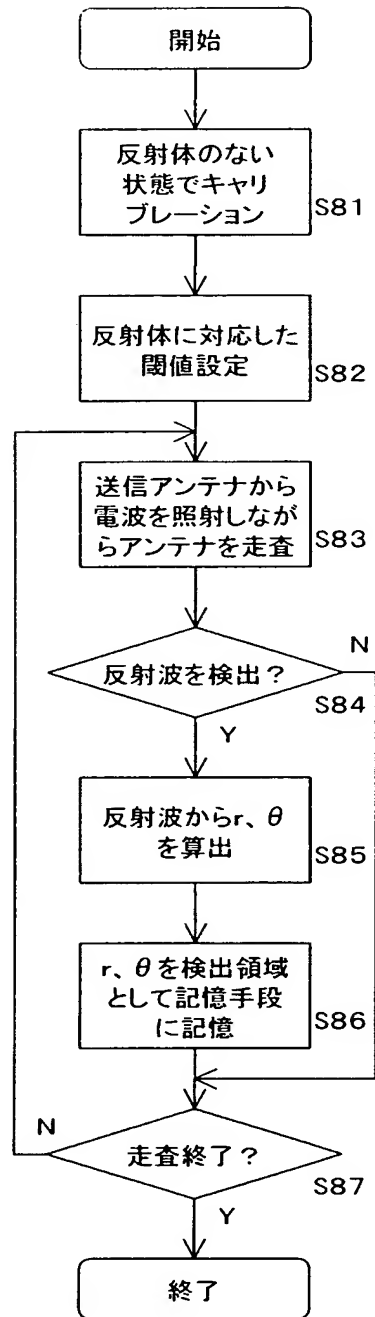 開始
反射体のない
状態でキャリ
ブレーション
S81
反射体に対応した
閾値設定
S82
送信アンテナから
電波を照射しなが
らアンテナを走査
S83
反射波を検出？
N
S84
Y
反射波からr、θ
を算出
S85
r、θを検出領域
として記憶手段
に記憶
S86
N
走査終了？
S87
Y
終了